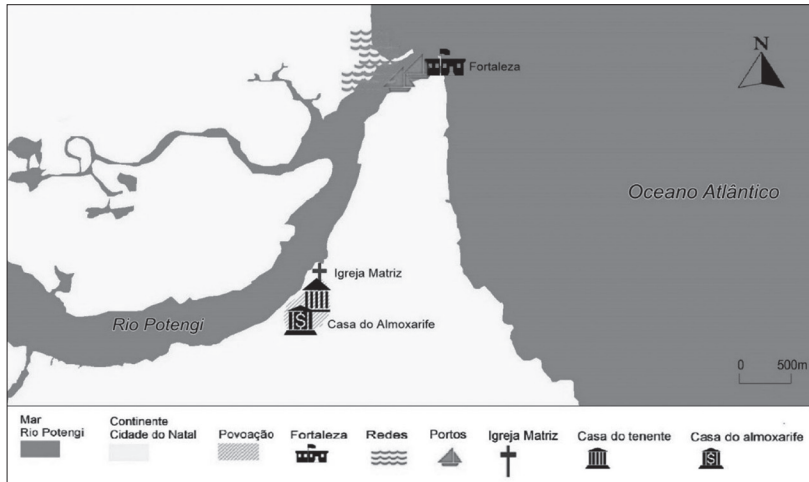 N
Fortaleza
Oceano Atlântico
Igreja Matriz
Rio Potengi
Casa do Almoxarife
0 500m
Mar
Rio Potengi
Continente
Cidade do Natal
Povoação
Fortaleza
Redes
Portos
Igreja Matriz
Casa do tenente
Casa do almoxarife